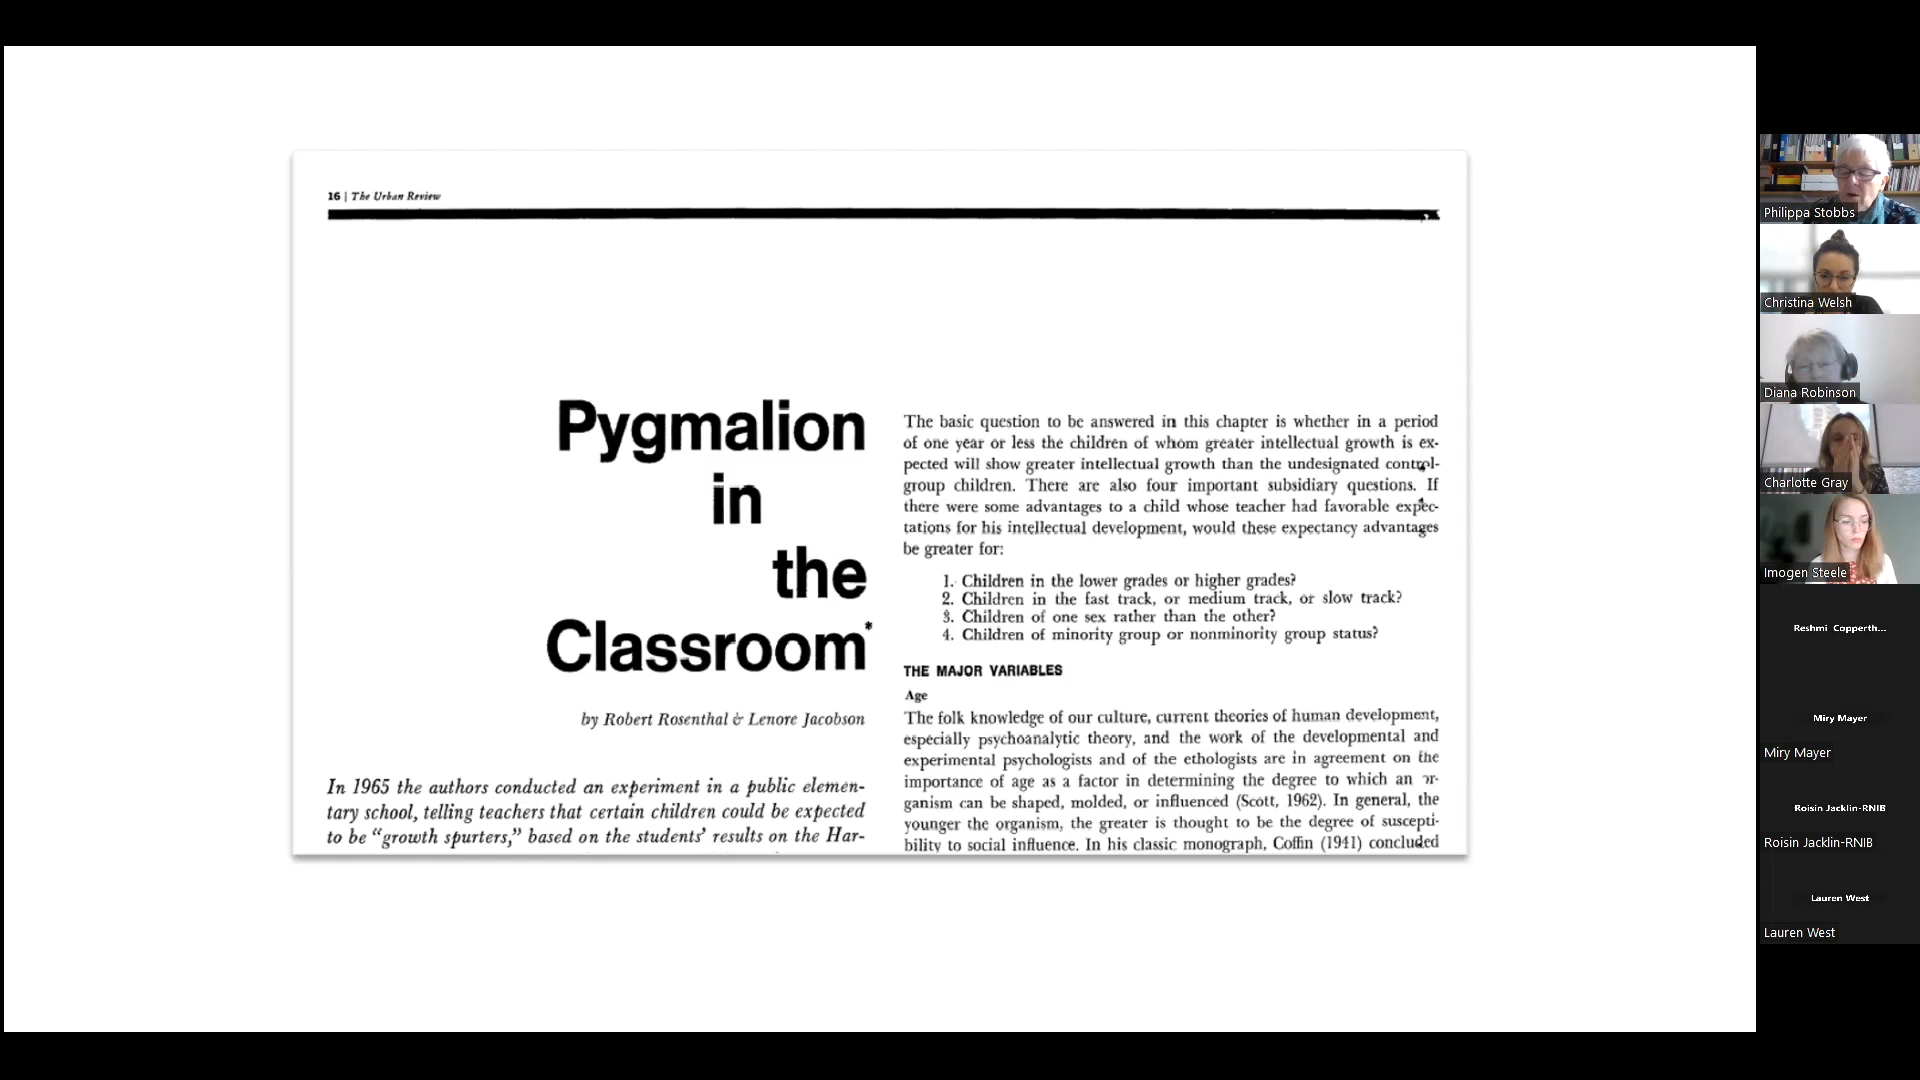 16 | The Urban Review
Pygmalion
in
the
Classroom*
by Robert Rosenthal & Lenore Jacobson
In 1965 the authors conducted an experiment in a public elemen-
tary school, telling teachers that certain children could be expected
to be “growth spurters,” based on the students’ results on the Har-
The basic question to be answered in this chapter is whether in a period
of one year or less the children of whom greater intellectual growth is ex-
pected will show greater intellectual growth than the undesignated control-
group children. There are also four important subsidiary questions. If
there were some advantages to a child whose teacher had favorable expec-
tations for his intellectual development, would these expectancy advantages
be greater for:
1. Children in the lower grades or higher grades?
2. Children in the fast track, or medium track, or slow track?
3. Children of one sex rather than the other?
4. Children of minority group or nonminority group status?
THE MAJOR VARIABLES
Age
The folk knowledge of our culture, current theories of human development,
especially psychoanalytic theory, and the work of the developmental and
experimental psychologists and of the ethologists are in agreement on the
importance of age as a factor in determining the degree to which an or-
ganism can be shaped, molded, or influenced (Scott, 1962). In general, the
younger the organism, the greater is thought to be the degree of suscepti-
bility to social influence. In his classic monograph, Coffin (1941) concluded
Philippa Stobbs
Christina Welsh
Diana Robinson
Charlotte Gray
Imogen Steele
Reshmi Copperth...
Miry Mayer
Miry Mayer
Roisin Jacklin-RNIB
Roisin Jacklin-RNIB
Lauren West
Lauren West